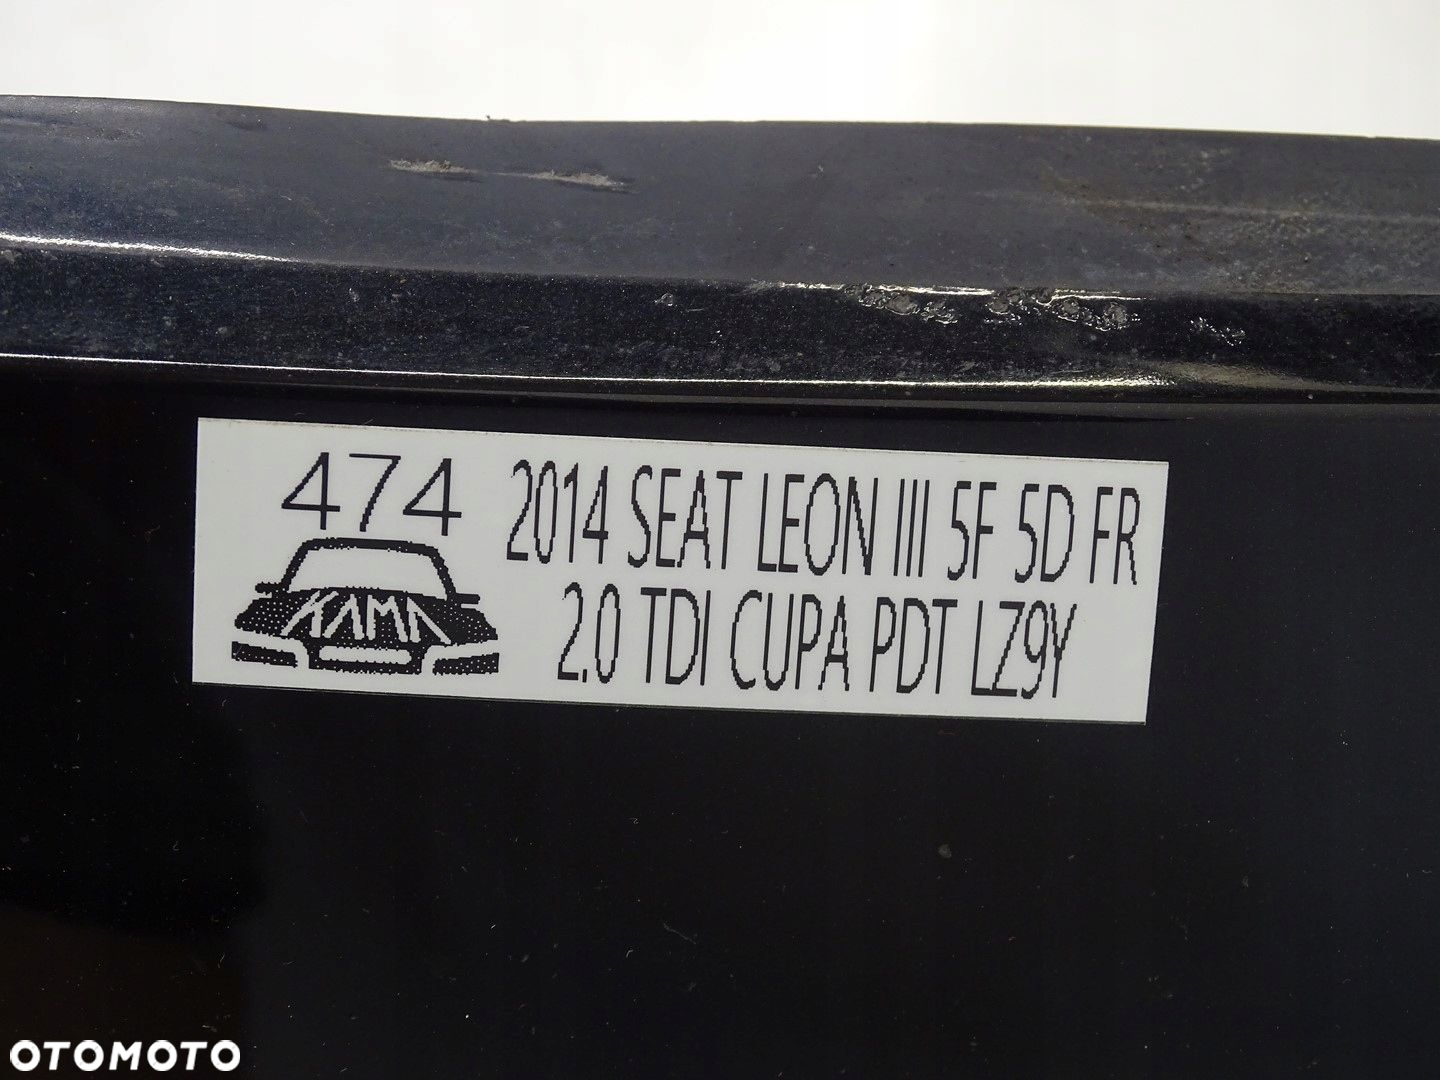 474
KAMA
2014 SEAT LEON III 5F 5D FR
2.0 TDI CUPA PDT LZ9Y
OTOMOTO